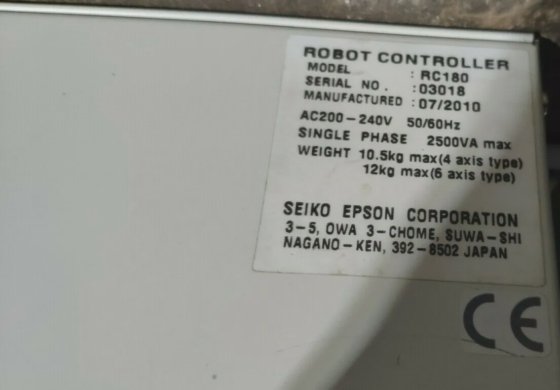 ROBOT CONTROLLER
MODEL : RC180
SERIAL NO. : 03018
MANUFACTURED : 07/2010
AC200-240V 50/60Hz
SINGLE PHASE 2500VA max
WEIGHT 10.5kg max(4 axis type)
12kg max(6 axis type)
SEIKO EPSON CORPORATION
3-5, OWA 3-CHOME, SUWA-SHI
NAGANO-KEN, 392-8502 JAPAN
CE